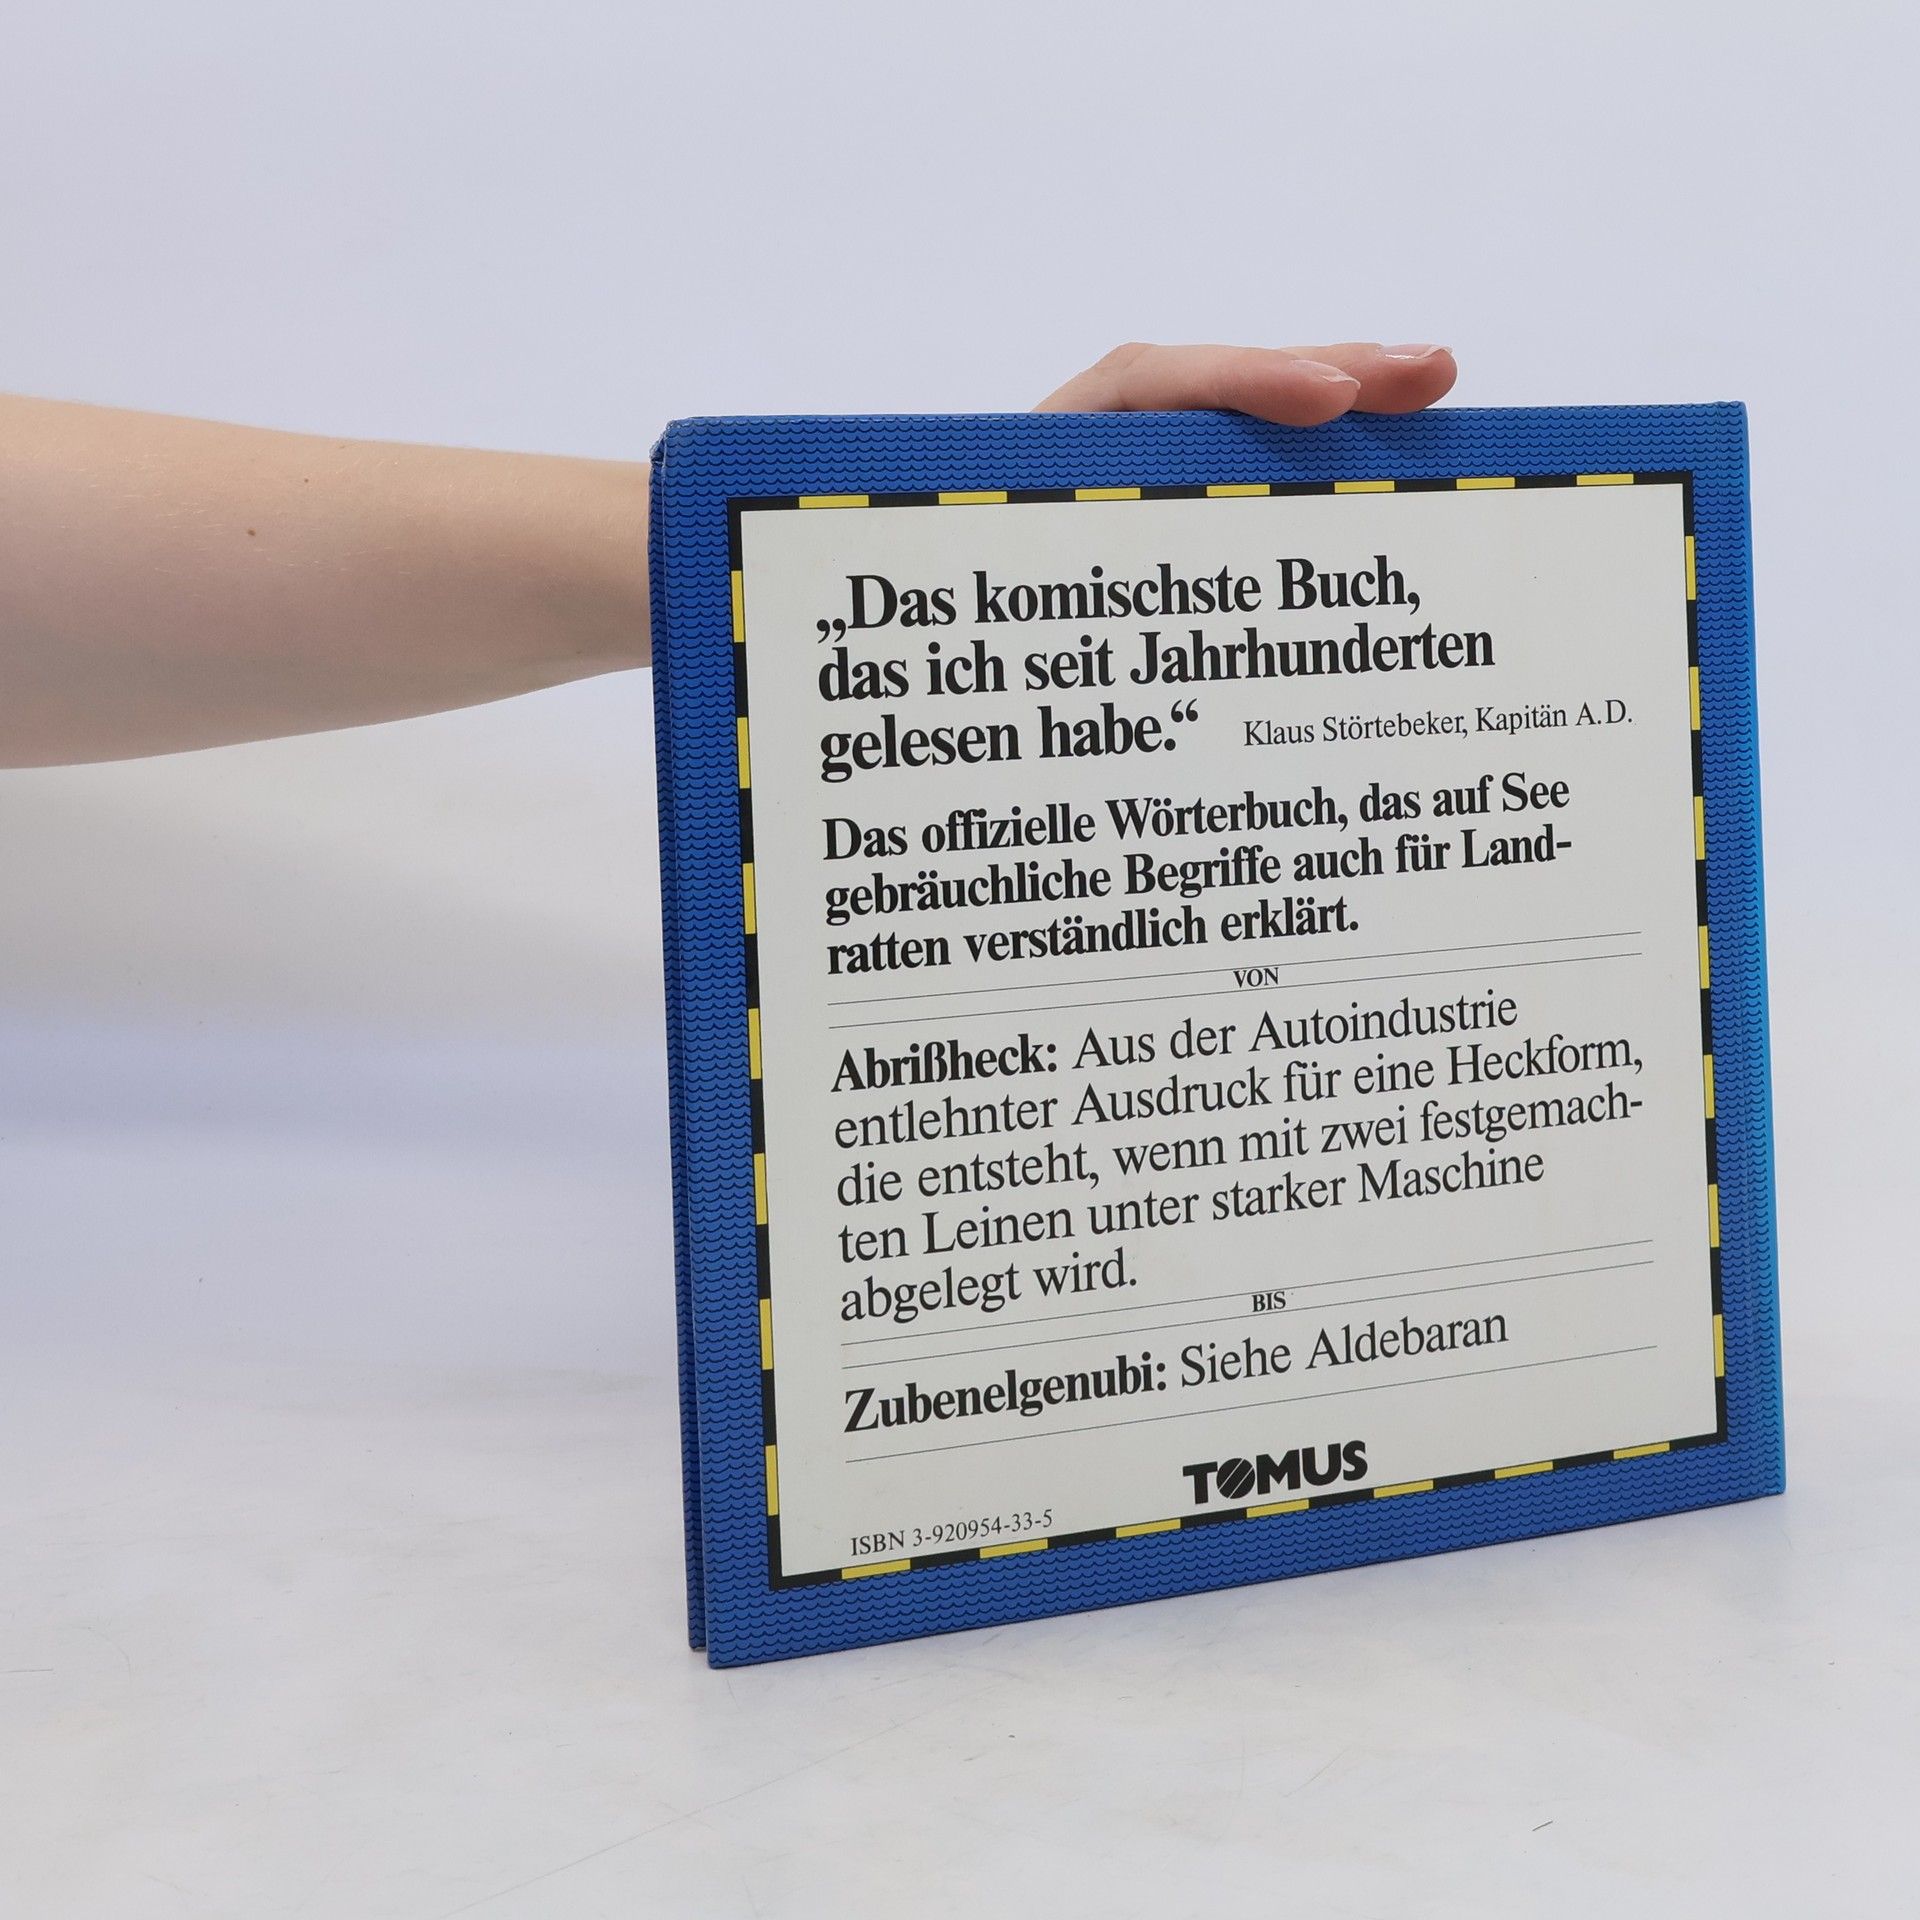 „Das komischste Buch,
das ich seit Jahrhunderten
gelesen habe.“ Klaus Störtebeker, Kapitän A.D.
Das offizielle Wörterbuch, das auf See
gebräuchliche Begriffe auch für Land-
ratten verständlich erklärt.
VON
Abrißheck: Aus der Autoindustrie
entlehnter Ausdruck für eine Heckform,
die entsteht, wenn mit zwei festgemach-
ten Leinen unter starker Maschine
abgelegt wird.
BIS
Zubenelgenubi: Siehe Aldebaran
TOMUS
ISBN 3-920954-33-5